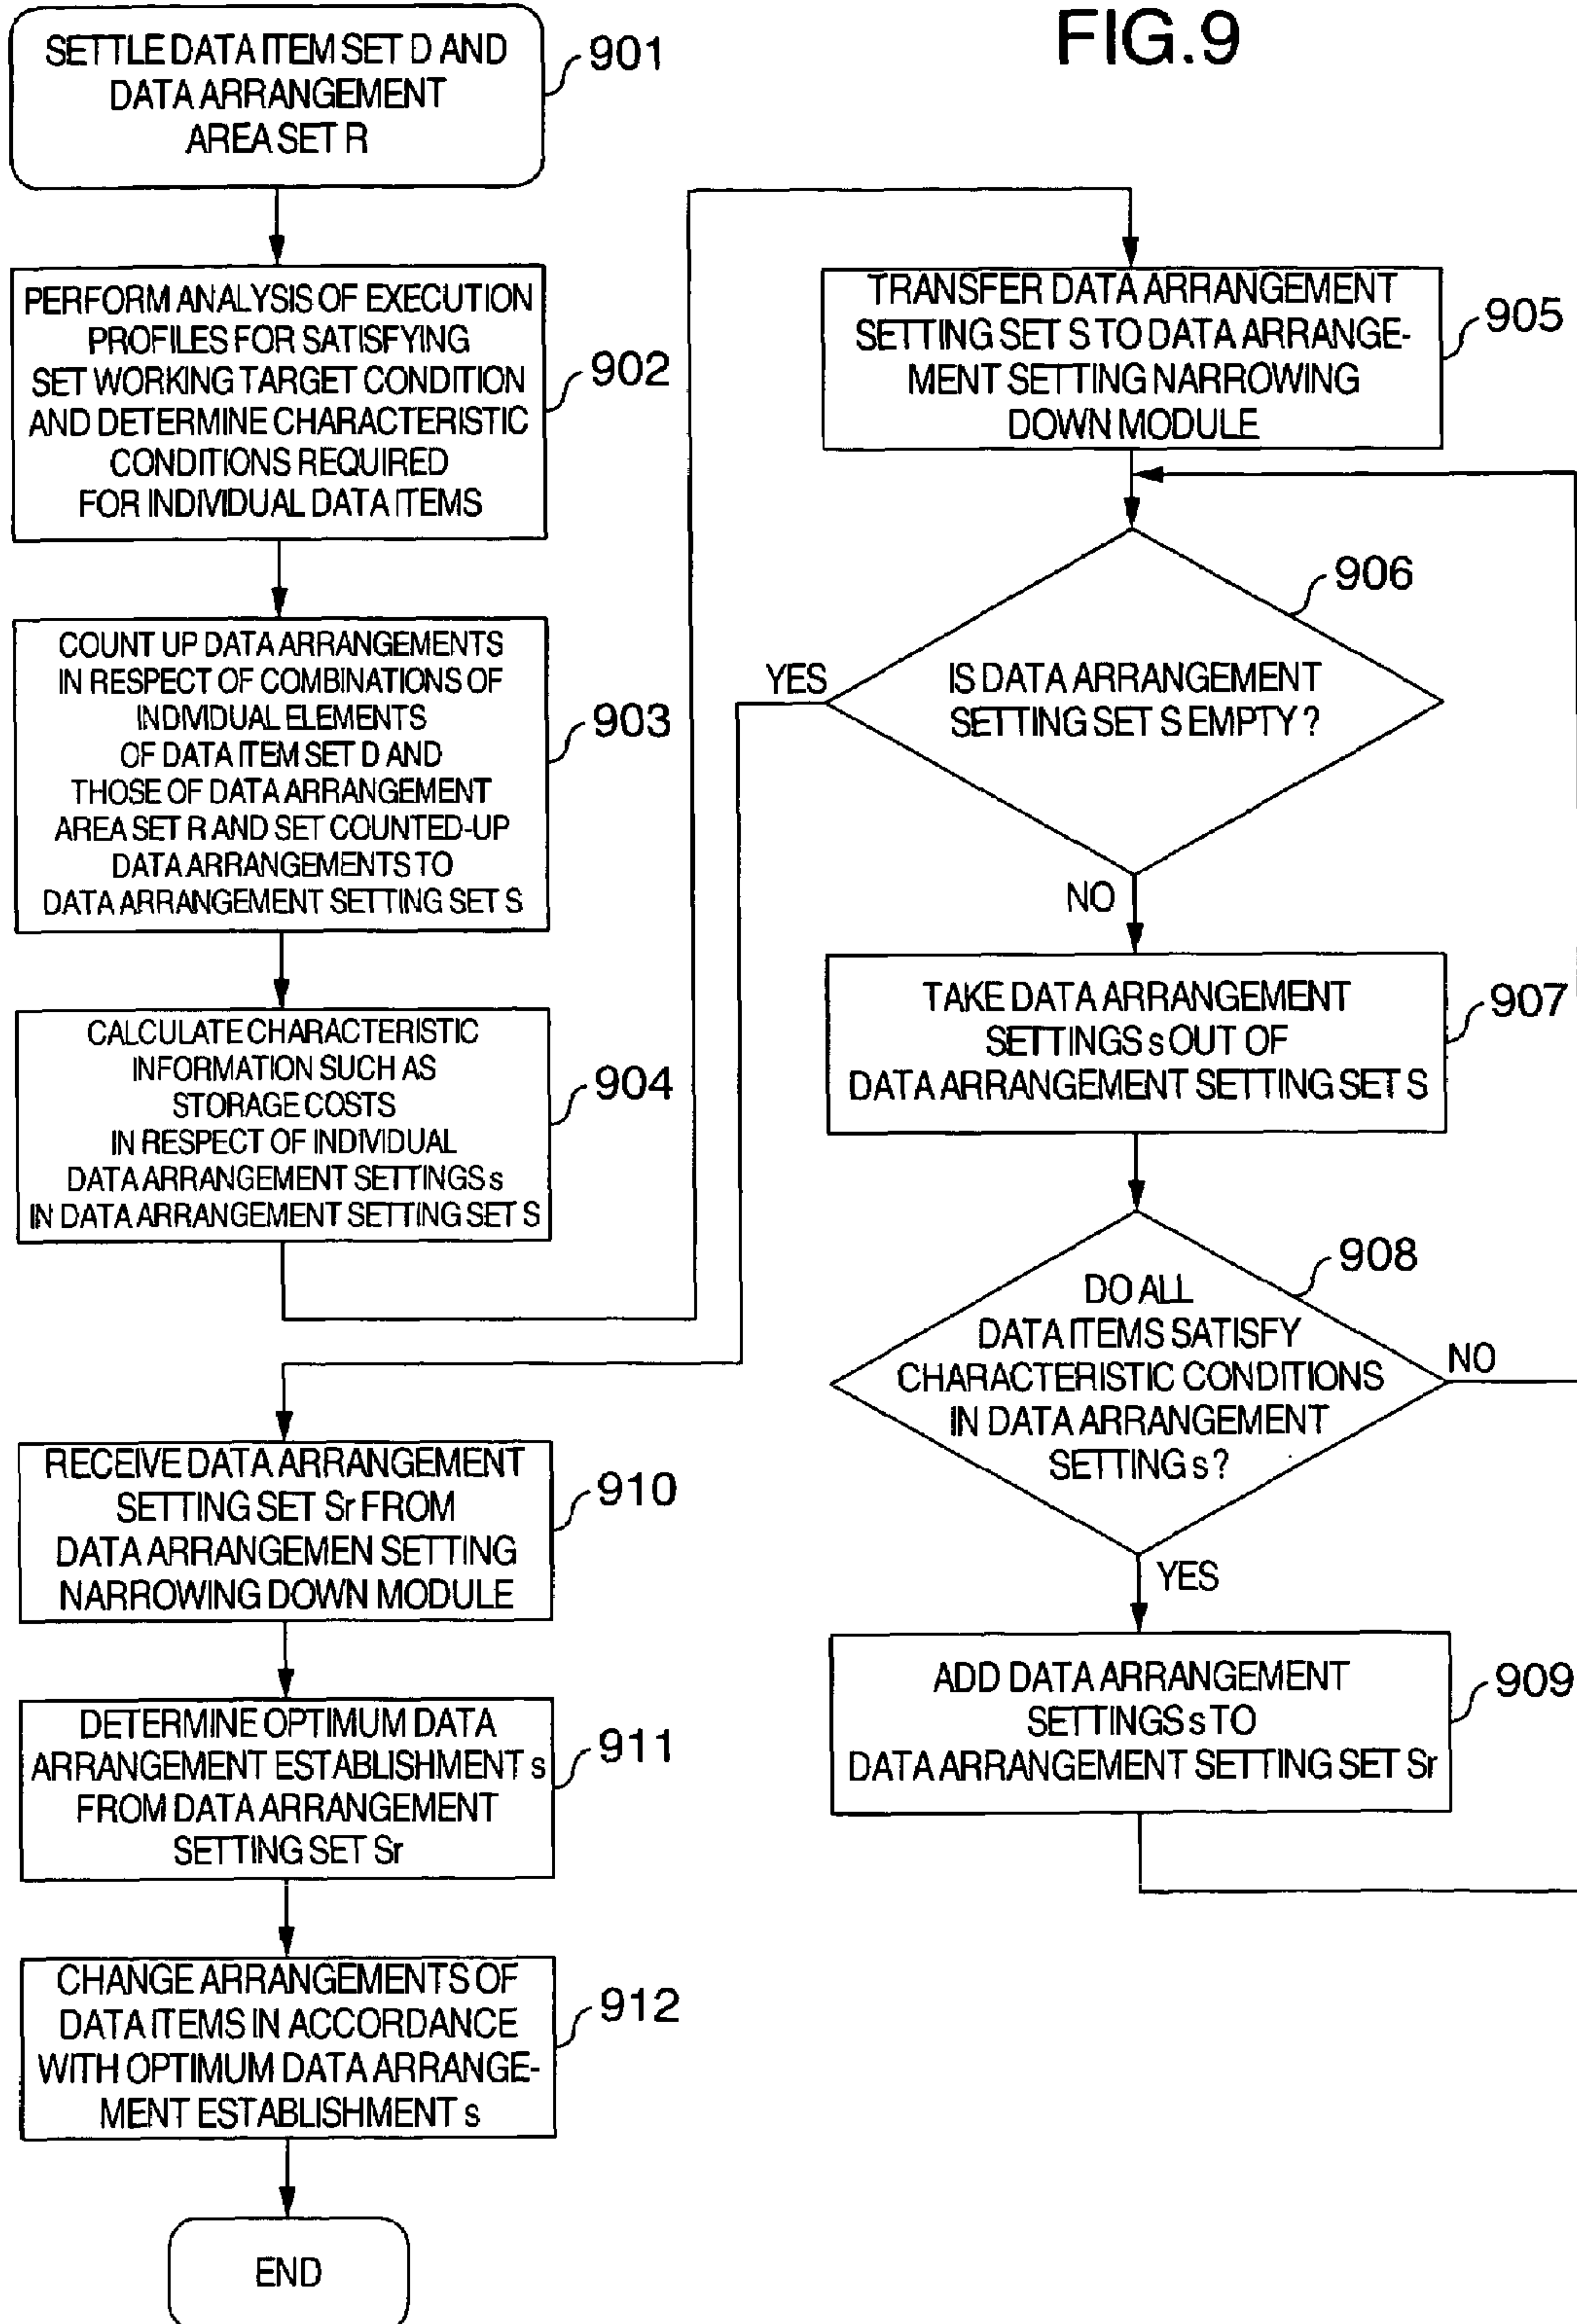 FIG.9
SETTLE DATA ITEM SET D AND
DATA ARRANGEMENT
AREA SET R
901
PERFORM ANALYSIS OF EXECUTION
PROFILES FOR SATISFYING
SET WORKING TARGET CONDITION
AND DETERMINE CHARACTERISTIC
CONDITIONS REQUIRED
FOR INDIVIDUAL DATA ITEMS
902
COUNT UP DATA ARRANGEMENTS
IN RESPECT OF COMBINATIONS OF
INDIVIDUAL ELEMENTS
OF DATA ITEM SET D AND
THOSE OF DATA ARRANGEMENT
AREA SET R AND SET COUNTED-UP
DATA ARRANGEMENTS TO
DATA ARRANGEMENT SETTING SET S
903
CALCULATE CHARACTERISTIC
INFORMATION SUCH AS
STORAGE COSTS
IN RESPECT OF INDIVIDUAL
DATA ARRANGEMENT SETTINGS s
IN DATA ARRANGEMENT SETTING SET S
904
TRANSFER DATA ARRANGEMENT
SETTING SET S TO DATA ARRANGE-
MENT SETTING NARROWING
DOWN MODULE
905
IS DATA ARRANGEMENT
SETTING SET S EMPTY?
906
YES
NO
TAKE DATA ARRANGEMENT
SETTINGS s OUT OF
DATA ARRANGEMENT SETTING SET S
907
DO ALL
DATA ITEMS SATISFY
CHARACTERISTIC CONDITIONS
IN DATA ARRANGEMENT
SETTING s?
908
NO
YES
ADD DATA ARRANGEMENT
SETTINGS s TO
DATA ARRANGEMENT SETTING SET Sr
909
RECEIVE DATA ARRANGEMENT
SETTING SET Sr FROM
DATA ARRANGEMEN SETTING
NARROWING DOWN MODULE
910
DETERMINE OPTIMUM DATA
ARRANGEMENT ESTABLISHMENT s
FROM DATA ARRANGEMENT
SETTING SET Sr
911
CHANGE ARRANGEMENTS OF
DATA ITEMS IN ACCORDANCE
WITH OPTIMUM DATA ARRANGE-
MENT ESTABLISHMENT s
912
END